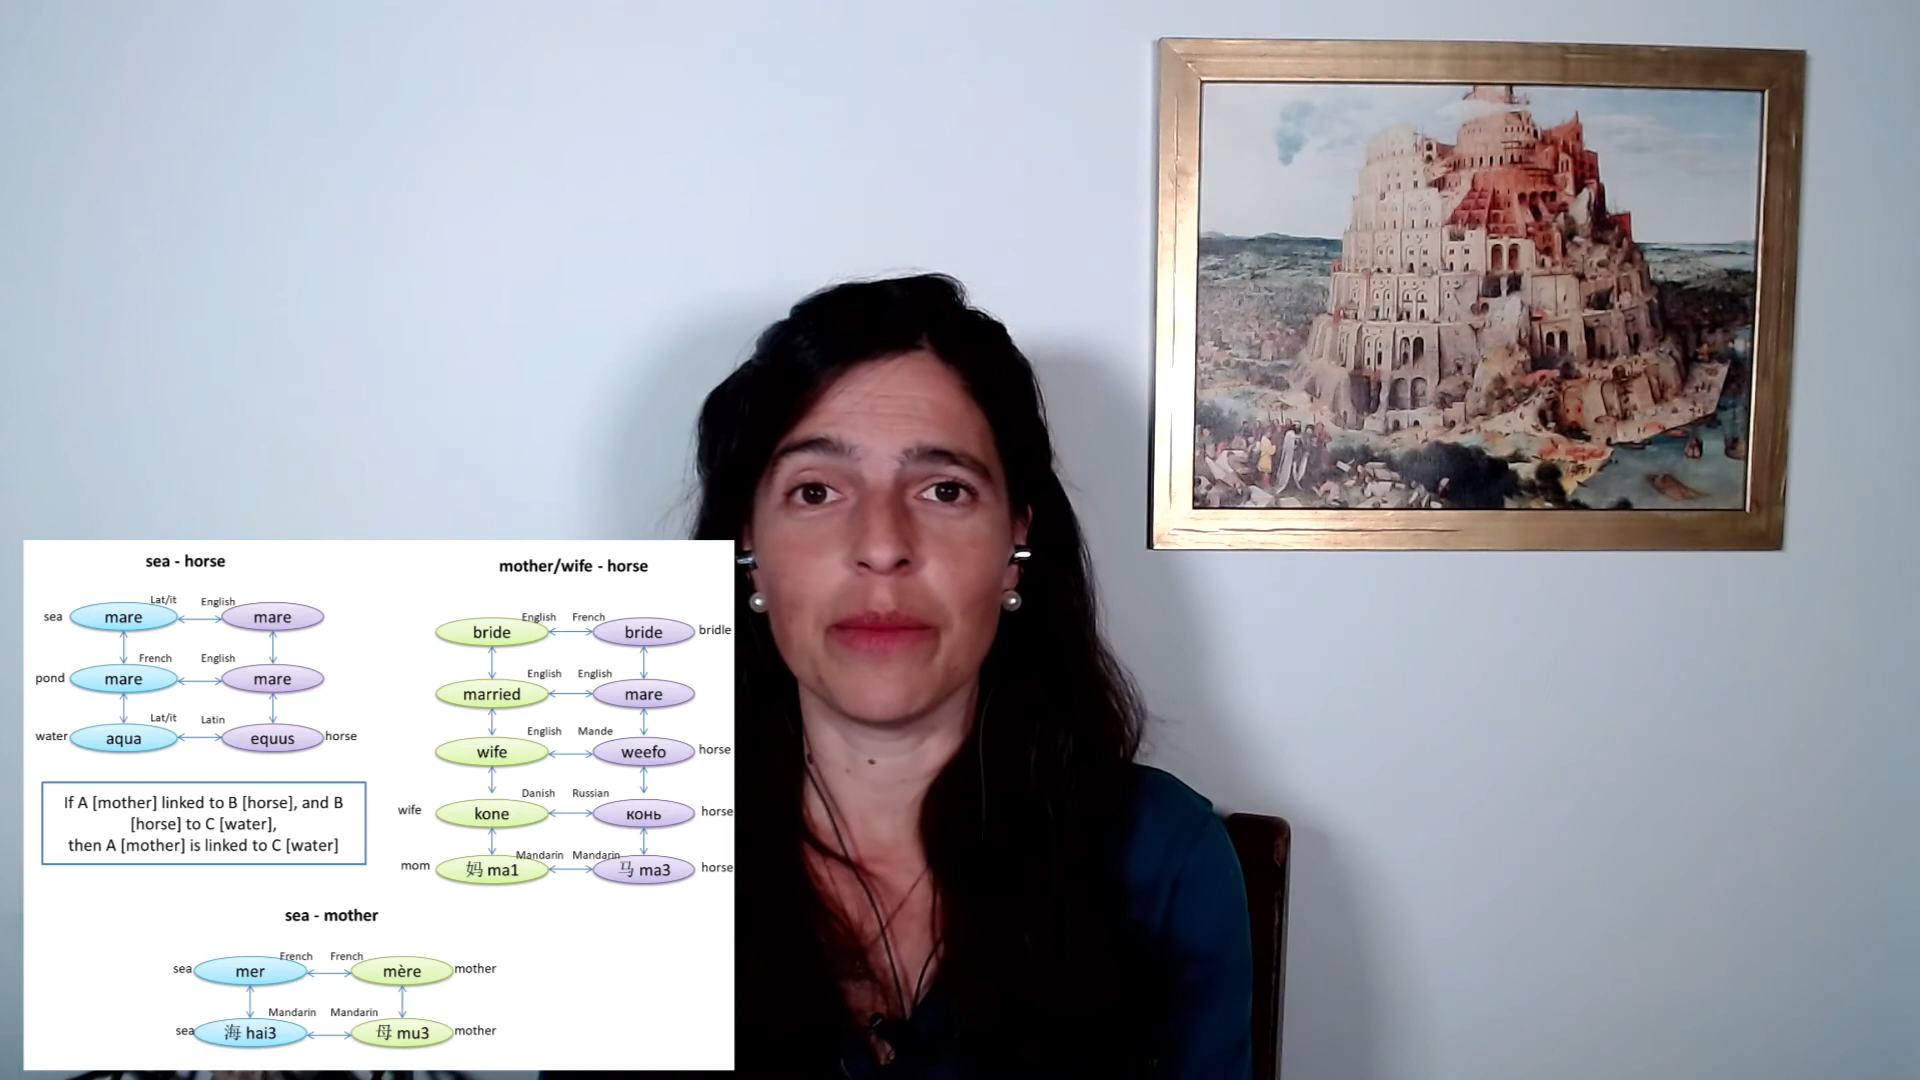 sea - horse
Lat/it English
sea mare mare
French English
pond mare mare
Lat/it Latin
water aqua equus horse
If A [mother] linked to B [horse], and B
[horse] to C [water],
then A [mother] is linked to C [water]
mother/wife - horse
English French
bride bride bridle
English English
married mare
English Mande
wife weefo horse
Danish Russian
wife kone конь horse
Mandarin Mandarin
mom 妈 ma1 马 ma3 horse
sea - mother
French French
sea mer mère mother
Mandarin Mandarin
sea 海 hai3 母 mu3 mother